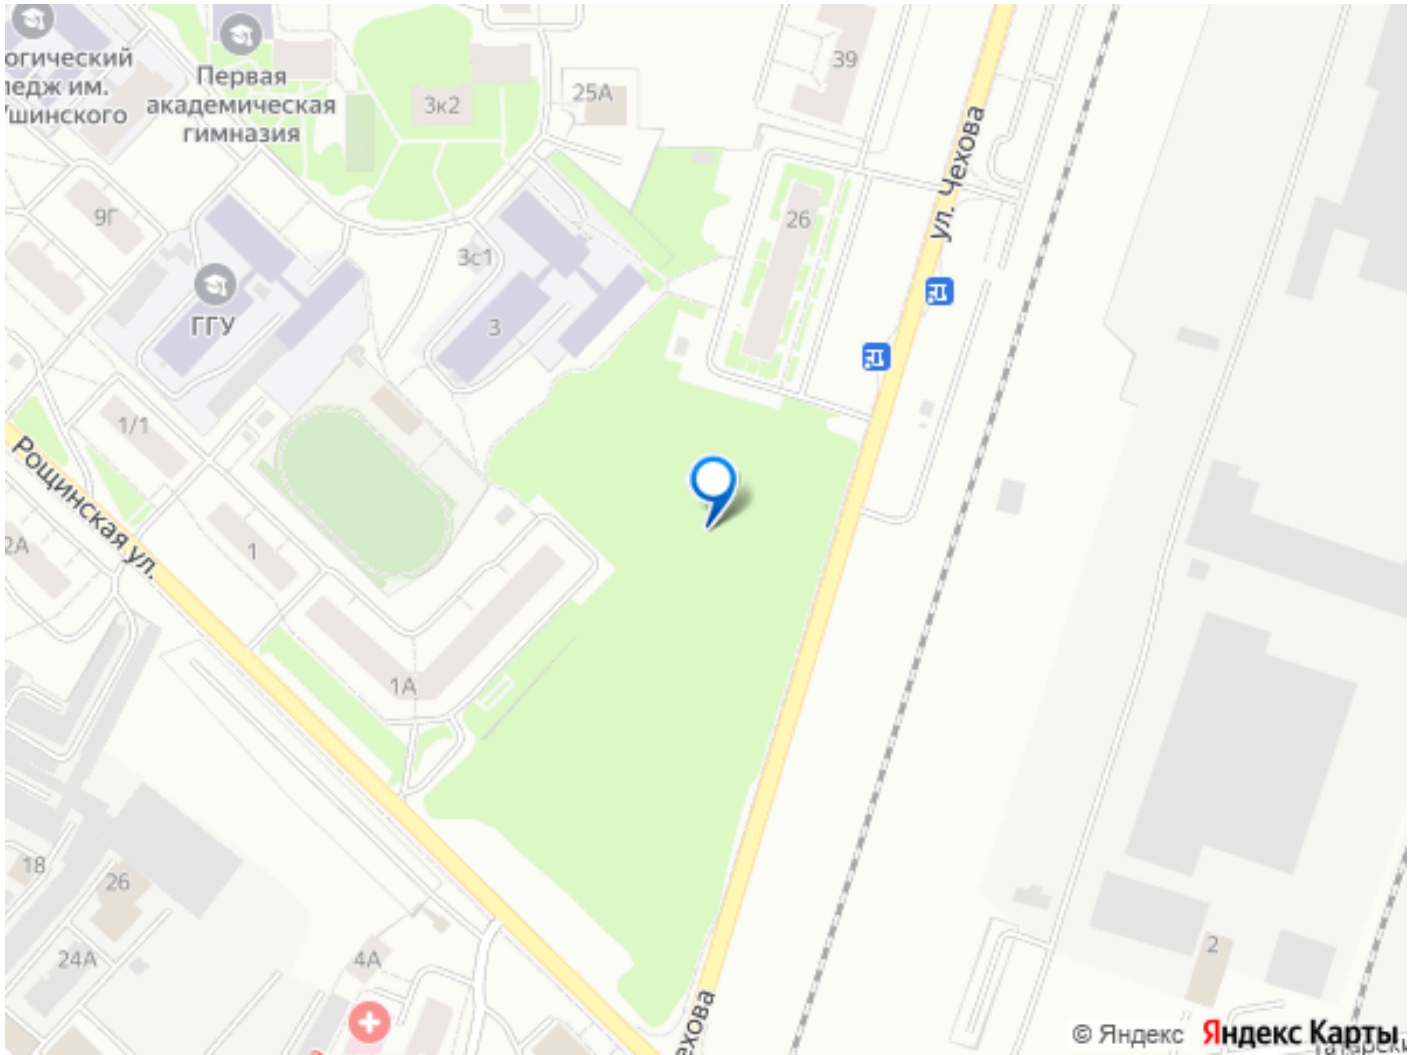 огический
ледж им.
шинского
Первая
академическая
гимназия
3к2
25А
39
ул. Чехова
9Г
26
3с1
ГГУ
3
1/1
Рощинская ул.
2А
1
1А
18
26
24А
4А
2
ехова
© Яндекс Яндекс Карты